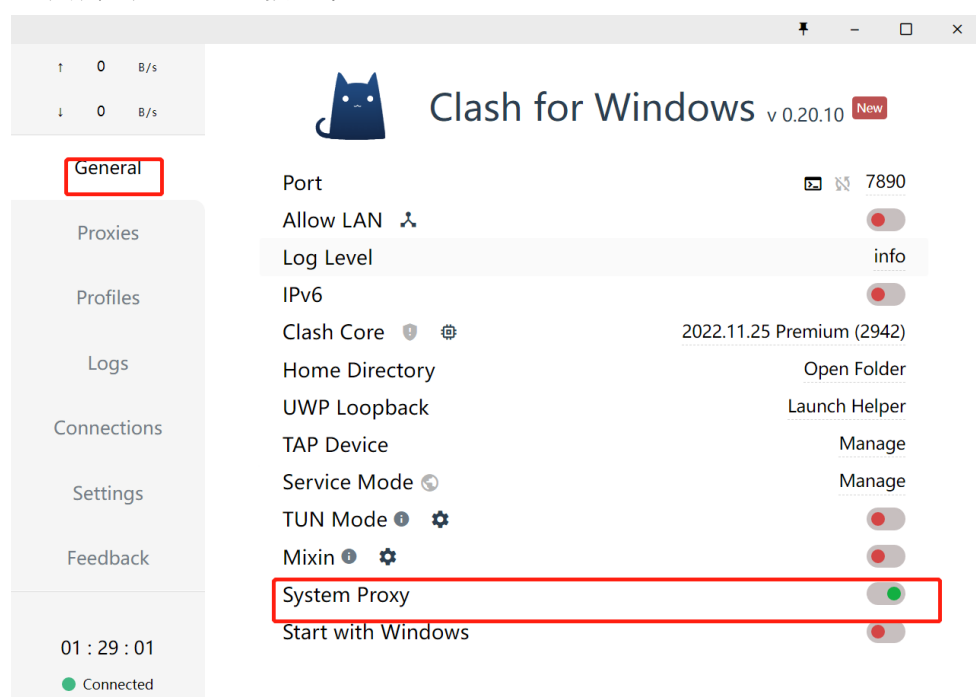 ↑ 0 B/s
↓ 0 B/s
General
Proxies
Profiles
Logs
Connections
Settings
Feedback
01 : 29 : 01
Connected
Clash for Windows v 0.20.10 New
Port 7890
Allow LAN
Log Level info
IPv6
Clash Core 2022.11.25 Premium (2942)
Home Directory Open Folder
UWP Loopback Launch Helper
TAP Device Manage
Service Mode Manage
TUN Mode
Mixin
System Proxy
Start with Windows